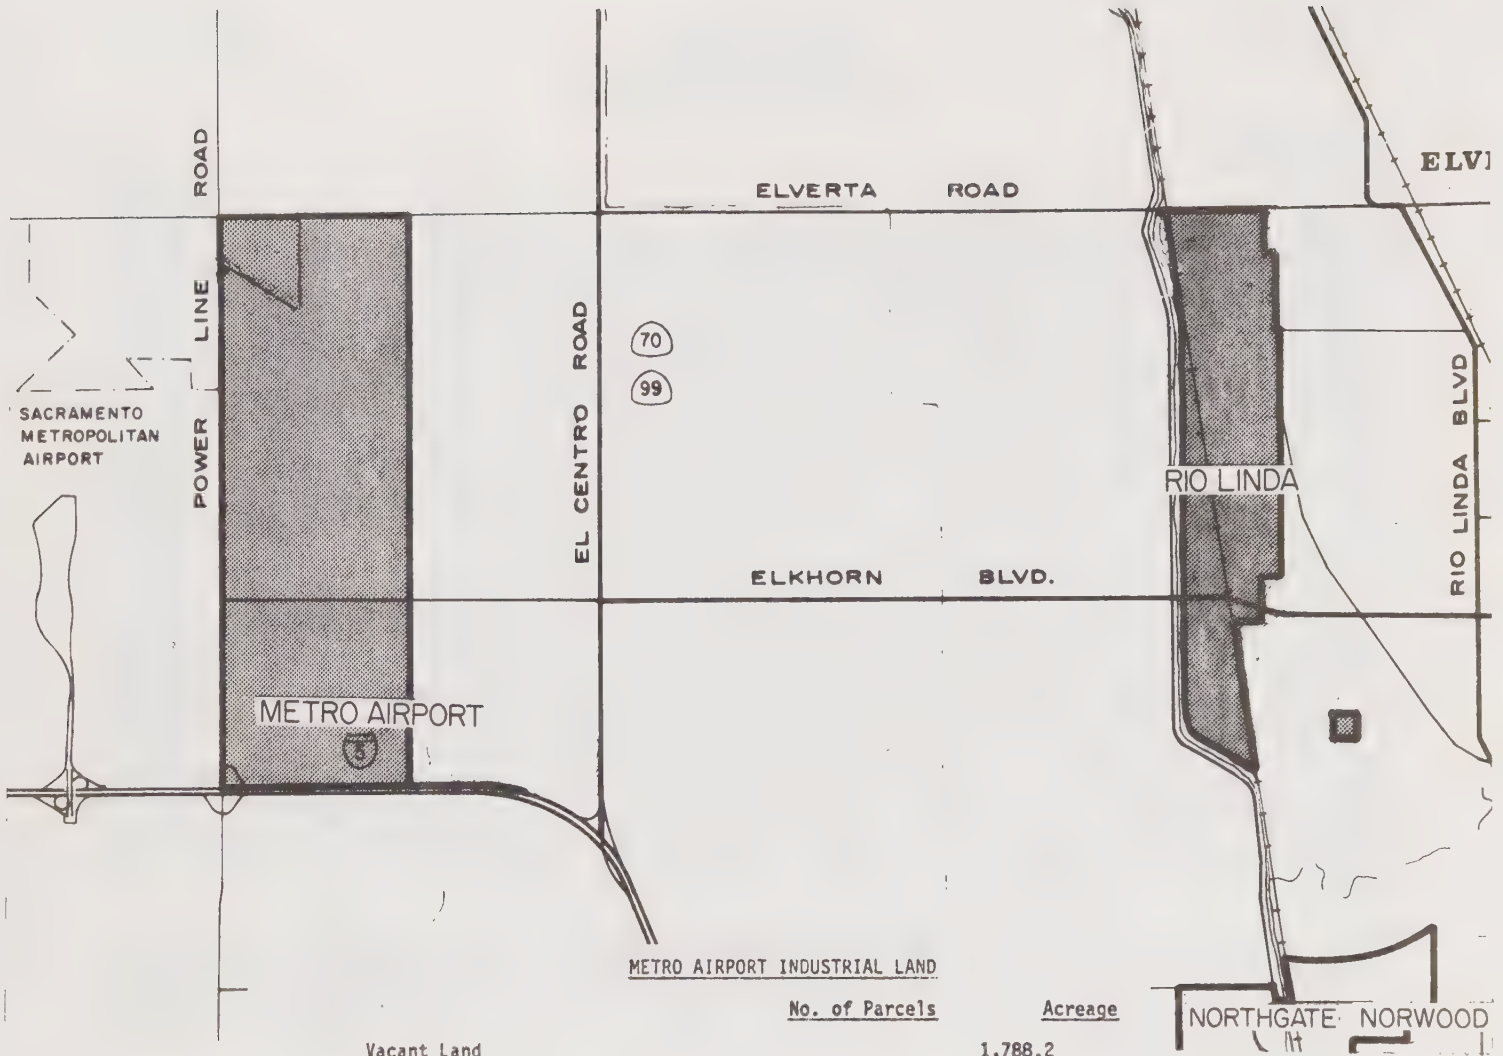 ELVERTA ROAD
POWER LINE ROAD
EL CENTRO ROAD
70
99
SACRAMENTO
METROPOLITAN
AIRPORT
RIO LINDA
RIO LINDA BLVD
ELKHORN BLVD.
METRO AIRPORT
5
METRO AIRPORT INDUSTRIAL LAND
No. of Parcels Acreage
NORTHGATE NORWOOD
Vacant Land 1,788.2